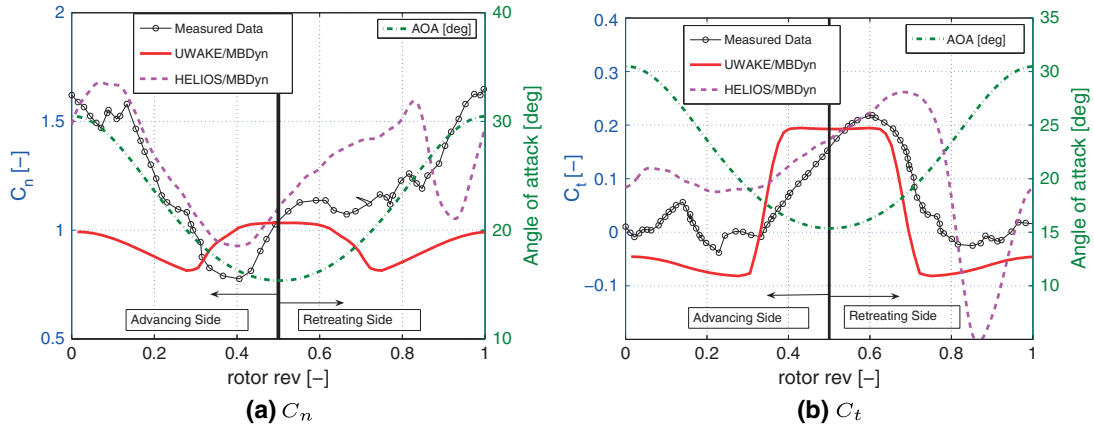 2
1.5
1
0.5
C_n [-]
Measured Data
UWAKE/MBDyn
HELIOS/MBDyn
AOA [deg]
40
30
20
10
Angle of attack [deg]
Advancing Side
Retreating Side
0
0.2
0.4
0.6
0.8
1
rotor rev [-]
(a) C_n
0.4
0.3
0.2
0.1
0
−0.1
C_t [-]
Measured Data
UWAKE/MBDyn
HELIOS/MBDyn
AOA [deg]
35
30
25
20
15
10
Angle of attack [deg]
Advancing Side
Retreating Side
0
0.2
0.4
0.6
0.8
1
rotor rev [-]
(b) C_t